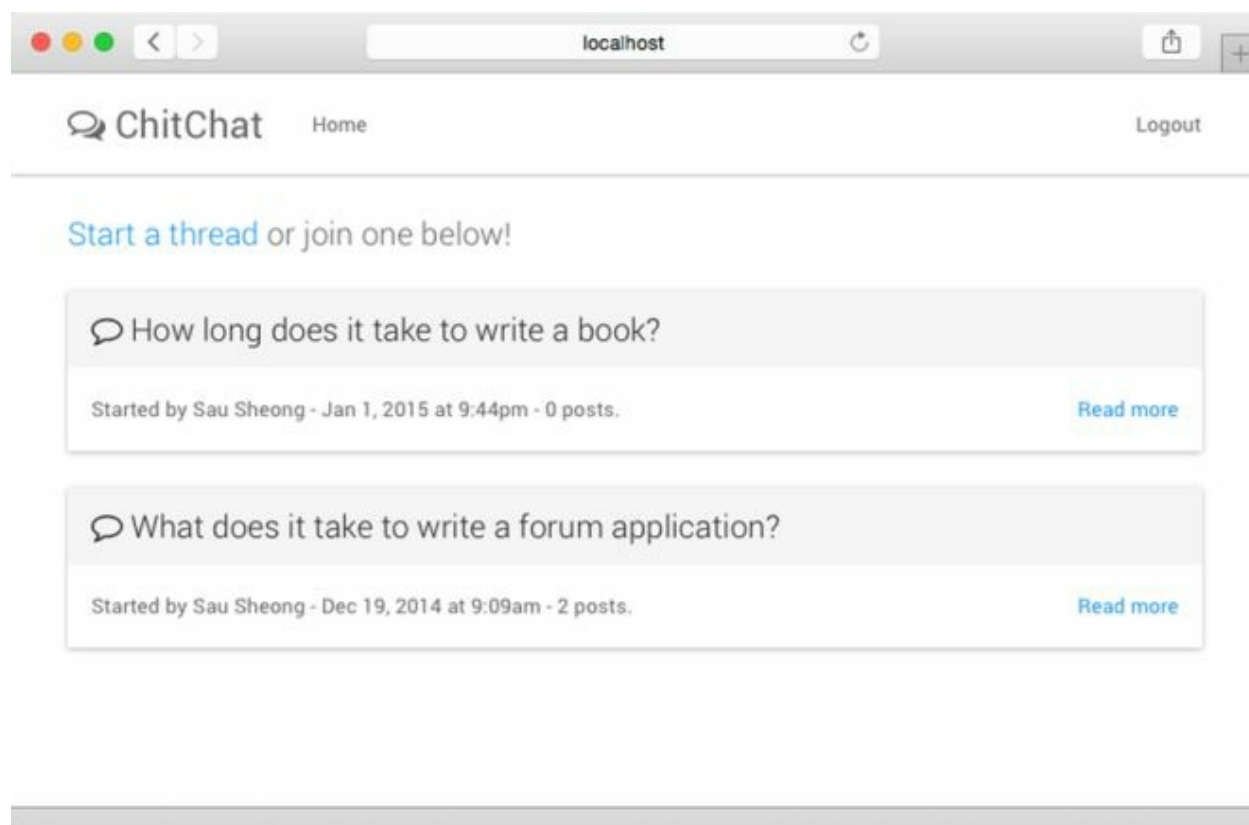 localhost
ChitChat Home Logout
Start a thread or join one below!
How long does it take to write a book?
Started by Sau Sheong - Jan 1, 2015 at 9:44pm - 0 posts. Read more
What does it take to write a forum application?
Started by Sau Sheong - Dec 19, 2014 at 9:09am - 2 posts. Read more